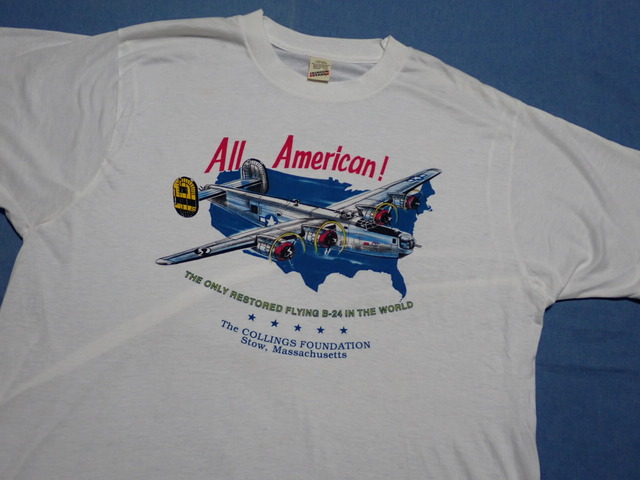 All American!
THE ONLY RESTORED FLYING B-24 IN THE WORLD
The COLLINGS FOUNDATION
Stow, Massachusetts